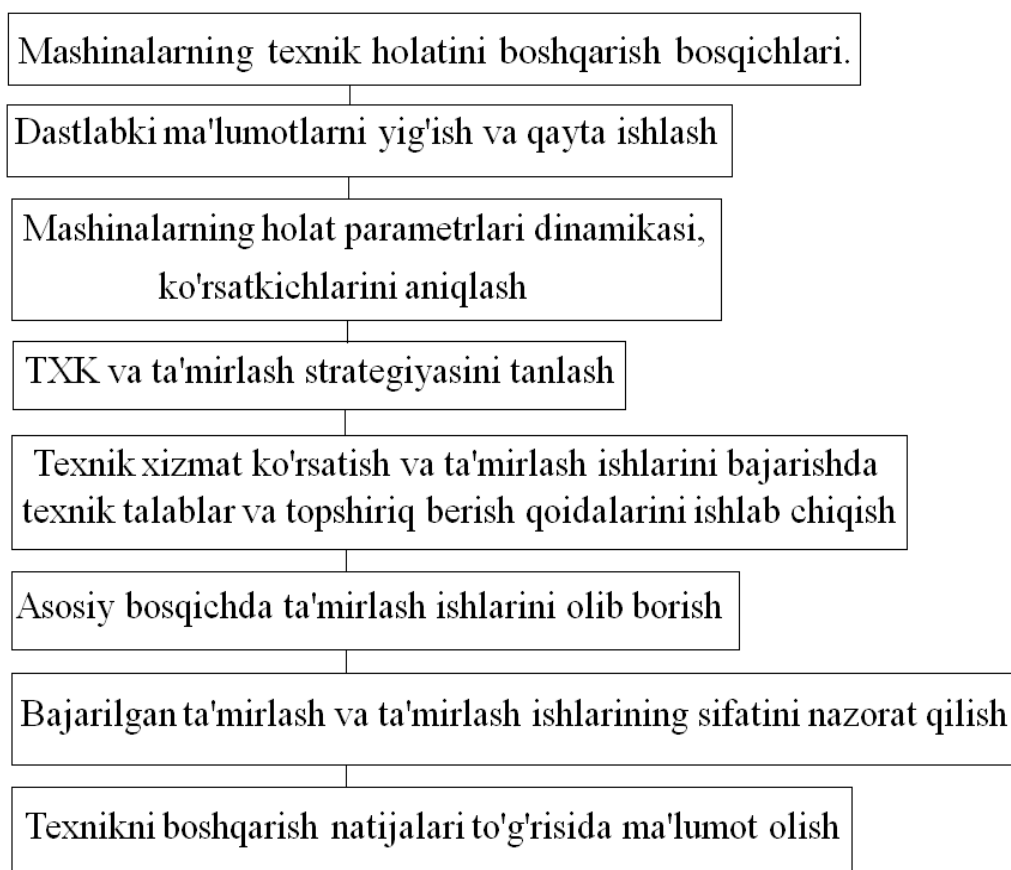 Mashinalarning texnik holatini boshqarish bosqichlari.
Dastlabki ma'lumotlarni yig'ish va qayta ishlash
Mashinalarning holat parametrlari dinamikasi,
ko'rsatkichlarini aniqlash
TXK va ta'mirlash strategiyasini tanlash
Texnik xizmat ko'rsatish va ta'mirlash ishlarini bajarishda
texnik talablar va topshiriq berish qoidalarini ishlab chiqish
Asosiy bosqichda ta'mirlash ishlarini olib borish
Bajarilgan ta'mirlash va ta'mirlash ishlarining sifatini nazorat qilish
Texnikni boshqarish natijalari to'g'risida ma'lumot olish